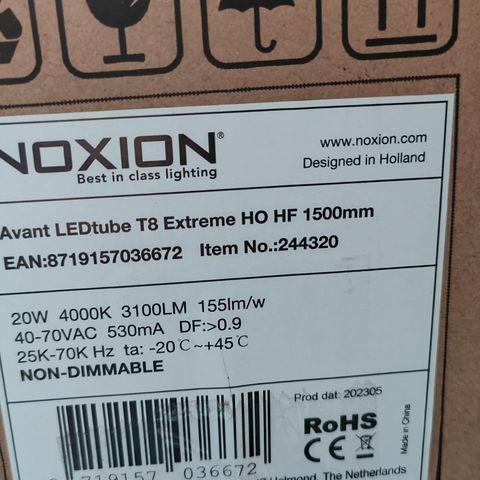 NOXION®
Best in class lighting
www.noxion.com
Designed in Holland
Avant LEDtube T8 Extreme HO HF 1500mm
EAN:8719157036672 Item No.:244320
20W 4000K 3100LM 155lm/w
40-70VAC 530mA DF:>0.9
25K-70K Hz ta: -20℃~+45℃
NON-DIMMABLE
Prod dat: 202305
RoHS
CE
Made in China
719157 036672
Helmond, The Netherlands